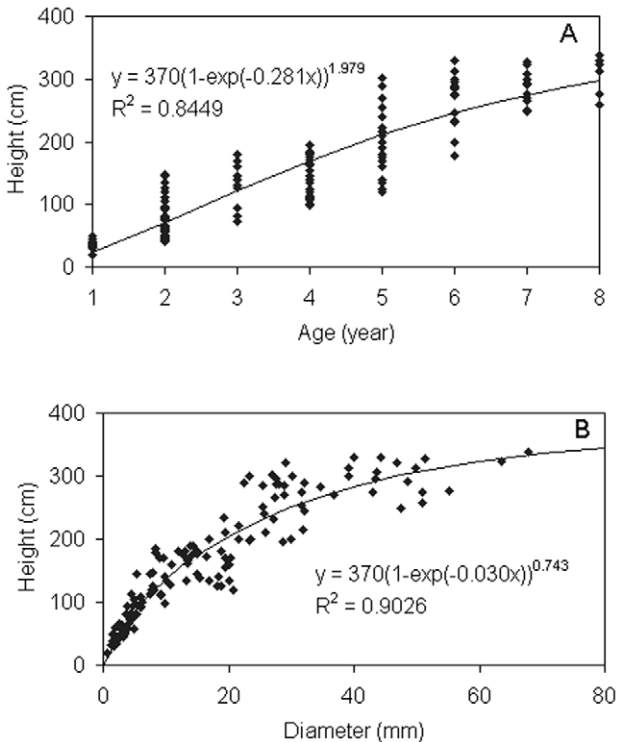 400
A
y = 370(1-exp(-0.281x))^1.979
300
R² = 0.8449
Height (cm)
200
100
0
1 2 3 4 5 6 7 8
Age (year)
400
B
300
Height (cm)
200
y = 370(1-exp(-0.030x))^0.743
100
R² = 0.9026
0
0 20 40 60 80
Diameter (mm)